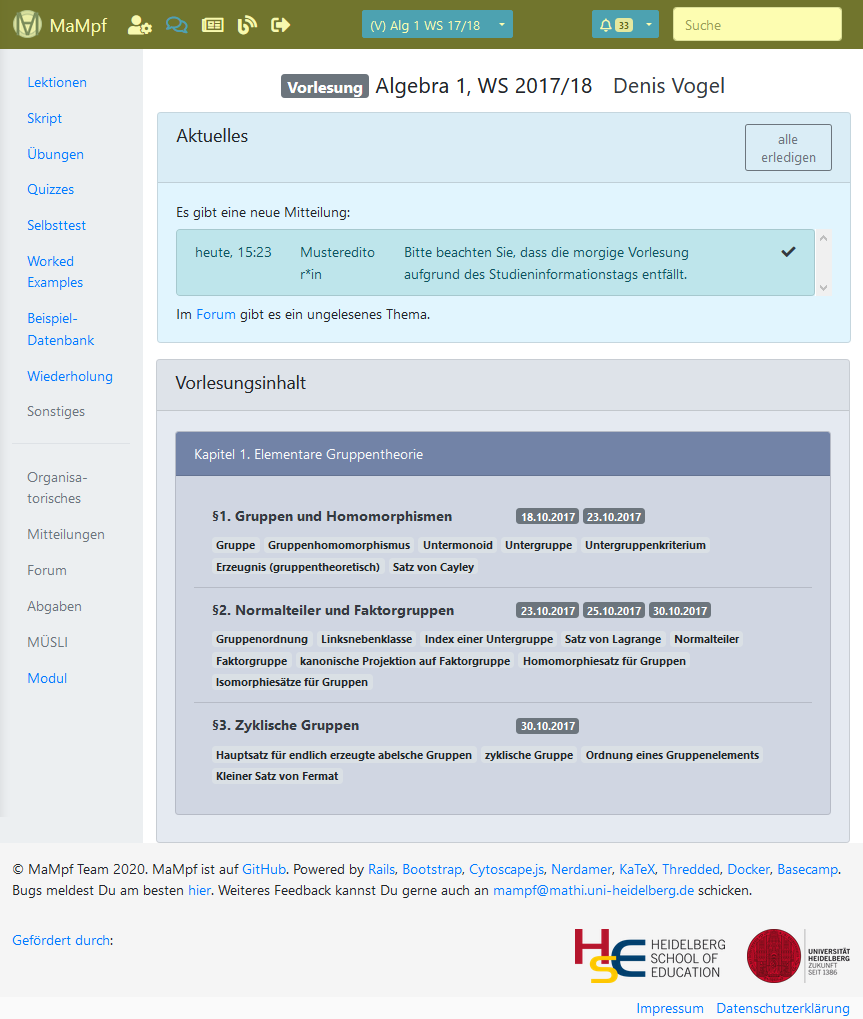 MaMpf
(V) Alg 1 WS 17/18
33
Suche
Lektionen
Skript
Übungen
Quizzes
Selbsttest
Worked
Examples
Beispiel-
Datenbank
Wiederholung
Sonstiges
Organisa-
torisches
Mitteilungen
Forum
Abgaben
MÜSLI
Modul
Vorlesung Algebra 1, WS 2017/18 Denis Vogel
Aktuelles
alle
erledigen
Es gibt eine neue Mitteilung:
heute, 15:23
Musteredito
r*in
Bitte beachten Sie, dass die morgige Vorlesung
aufgrund des Studieninformationstags entfällt.
Im Forum gibt es ein ungelesenes Thema.
Vorlesungsinhalt
Kapitel 1. Elementare Gruppentheorie
§1. Gruppen und Homomorphismen 18.10.2017 23.10.2017
Gruppe Gruppenhomomorphismus Untermonoid Untergruppe Untergruppenkriterium
Erzeugnis (gruppentheoretisch) Satz von Cayley
§2. Normalteiler und Faktorgruppen 23.10.2017 25.10.2017 30.10.2017
Gruppenordnung Linksnebenklasse Index einer Untergruppe Satz von Lagrange Normalteiler
Faktorgruppe kanonische Projektion auf Faktorgruppe Homomorphiesatz für Gruppen
Isomorphiesätze für Gruppen
§3. Zyklische Gruppen 30.10.2017
Hauptsatz für endlich erzeugte abelsche Gruppen zyklische Gruppe Ordnung eines Gruppenelements
Kleiner Satz von Fermat
© MaMpf Team 2020. MaMpf ist auf GitHub. Powered by Rails, Bootstrap, Cytoscape.js, Nerdamer, KaTeX, Thredded, Docker, Basecamp.
Bugs meldest Du am besten hier. Weiteres Feedback kannst Du gerne auch an mampf@mathi.uni-heidelberg.de schicken.
Gefördert durch:
HSE
HEIDELBERG
SCHOOL OF
EDUCATION
UNIVERSITÄT
HEIDELBERG
ZUKUNFT
SEIT 1386
Impressum Datenschutzerklärung